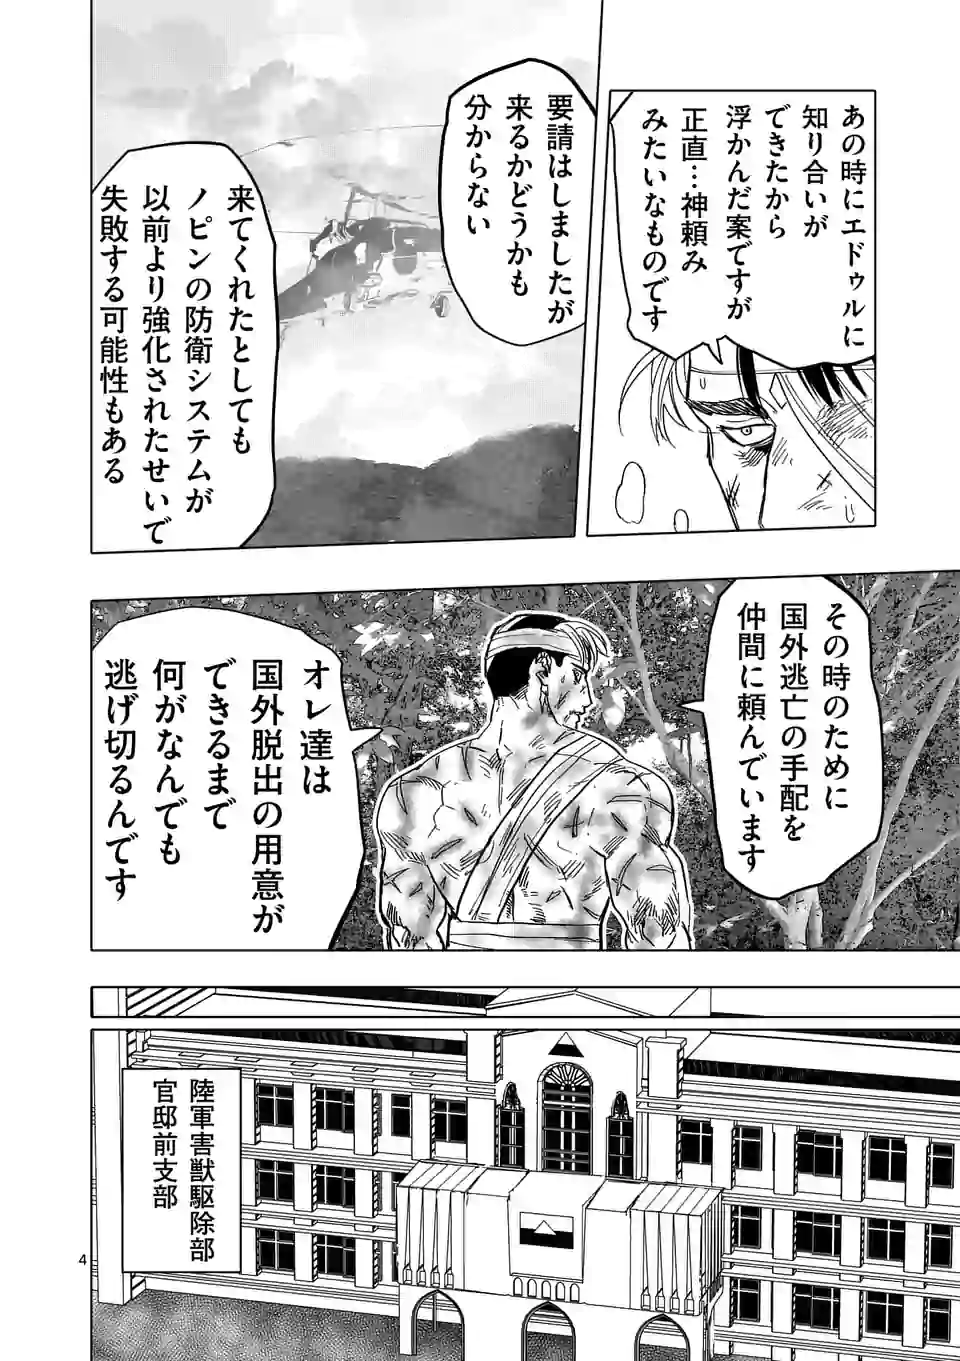 あの時にエドゥルに
知り合いが
できたから
浮かんだ案ですが
正直…神頼み
みたいなものです
要請はしましたが
来るかどうかも
分からない
来てくれたとしても
ノピンの防衛システムが
以前より強化されたせいで
失敗する可能性もある
その時のために
国外逃亡の手配を
仲間に頼んでいます
オレ達は
国外脱出の用意が
できるまで
何がなんでも
逃げ切るんです
陸軍害獣駆除部
官邸前支部
4